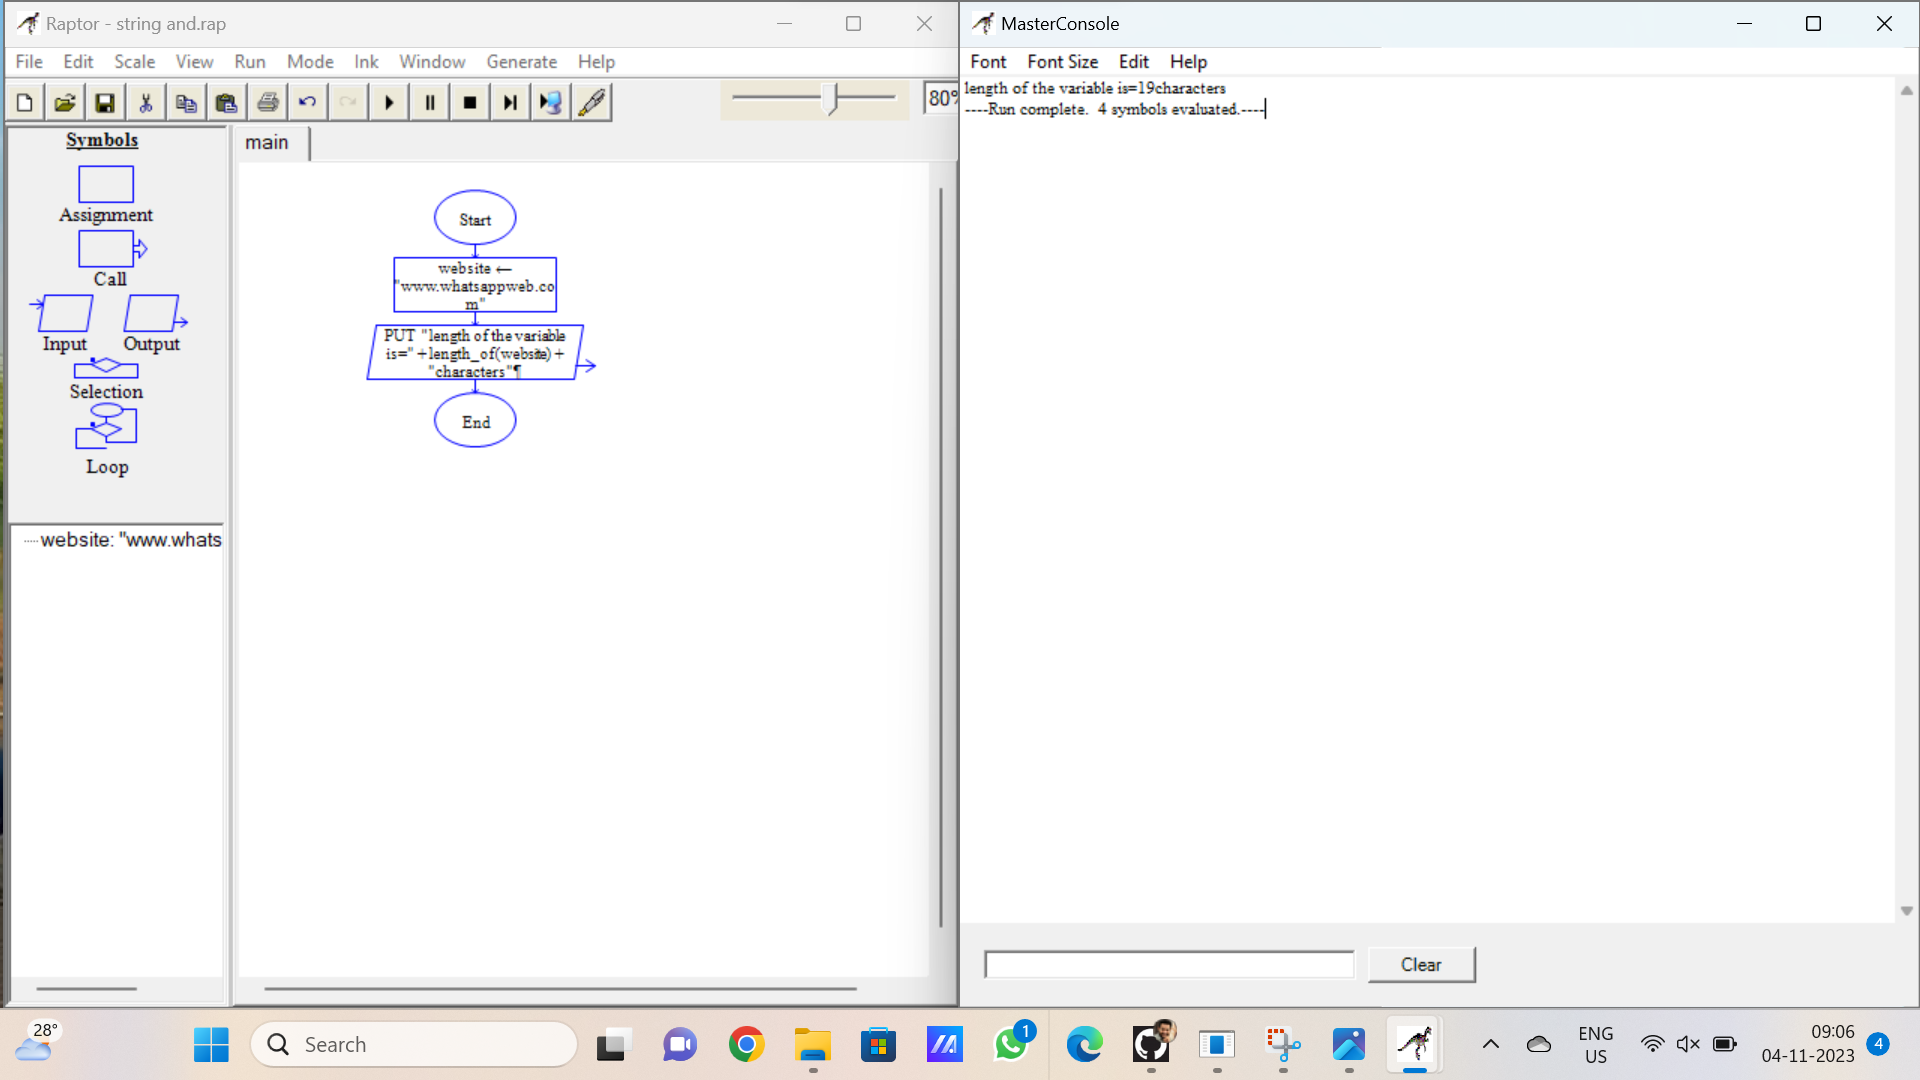 Raptor - string and.rap
File Edit Scale View Run Mode Ink Window Generate Help
80%
Symbols
Assignment
Call
Input Output
Selection
Loop
website: "www.whats
main
Start
website ←
"www.whatsappweb.co
m"
PUT "length of the variable
is=" +length_of(website) +
"characters"¶
End
MasterConsole
Font Font Size Edit Help
length of the variable is=19characters
----Run complete.  4 symbols evaluated.----
Clear
28°
Search
1
ENG
US
09:06
04-11-2023
4